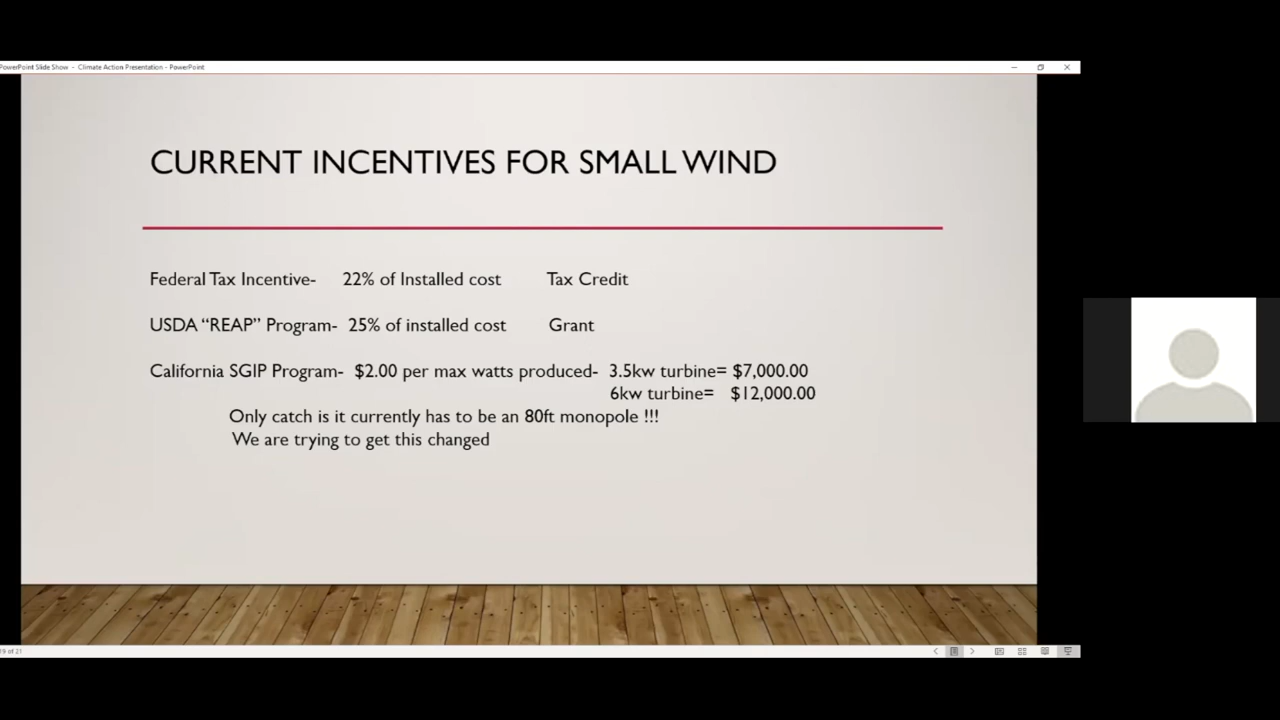 PowerPoint Slide Show - Climate Action Presentation - PowerPoint
CURRENT INCENTIVES FOR SMALL WIND
Federal Tax Incentive- 22% of Installed cost Tax Credit
USDA “REAP” Program- 25% of installed cost Grant
California SGIP Program- $2.00 per max watts produced- 3.5kw turbine= $7,000.00
6kw turbine= $12,000.00
Only catch is it currently has to be an 80ft monopole !!!
We are trying to get this changed
19 of 21